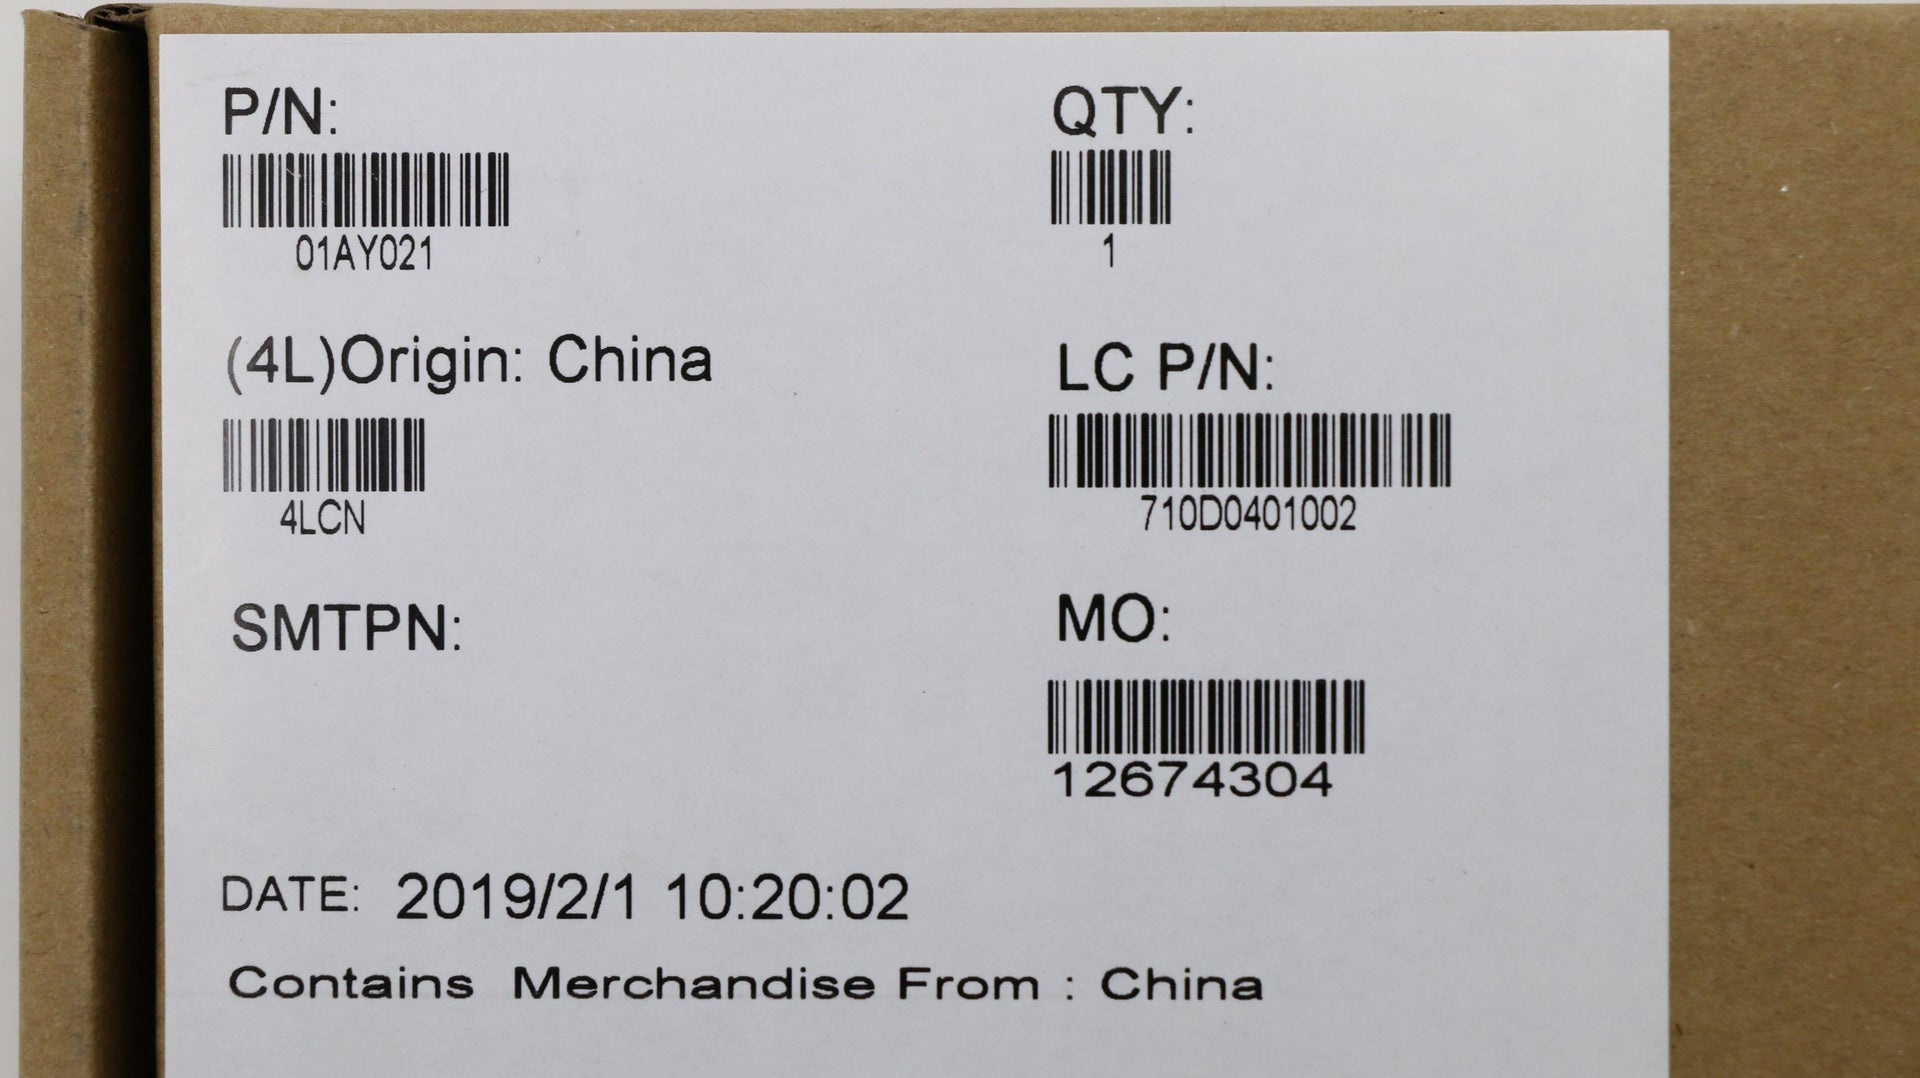 P/N:
01AY021
QTY:
1
(4L)Origin: China
4LCN
LC P/N:
710D0401002
SMTPN:
MO:
12674304
DATE: 2019/2/1 10:20:02
Contains Merchandise From : China